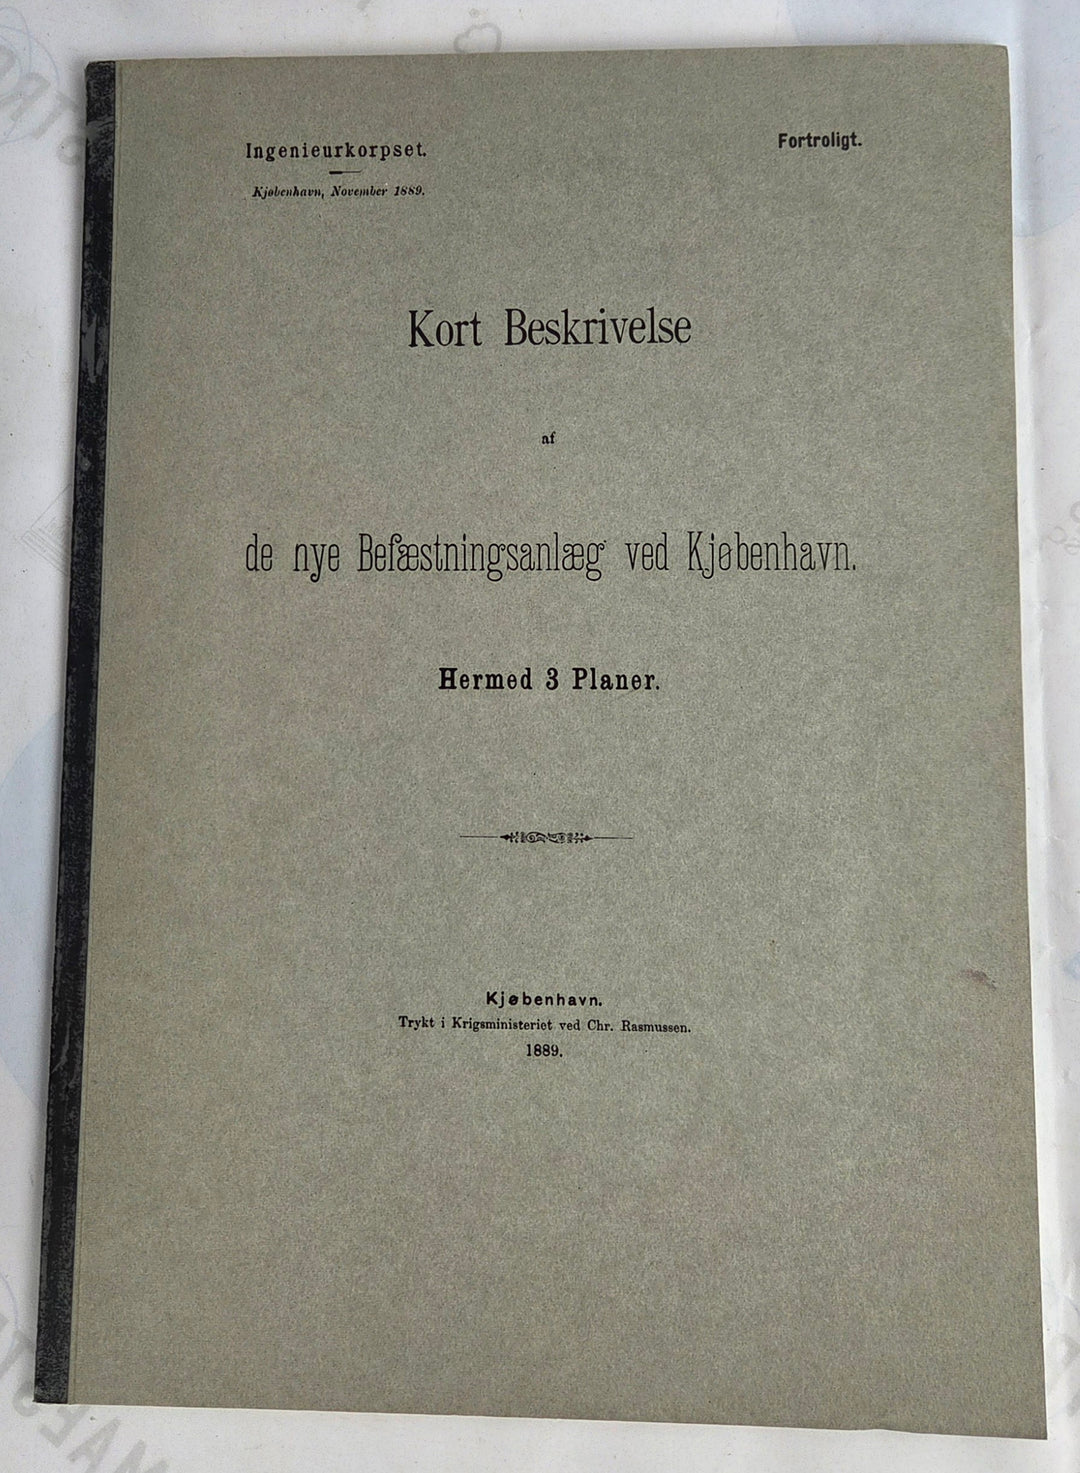 Ingenieurkorpset.
Fortroligt.
Kjøbenhavn, November 1889.
Kort Beskrivelse
af
de nye Befæstningsanlæg ved Kjøbenhavn.
Hermed 3 Planer.
Kjøbenhavn.
Trykt i Krigsministeriet ved Chr. Rasmussen.
1889.